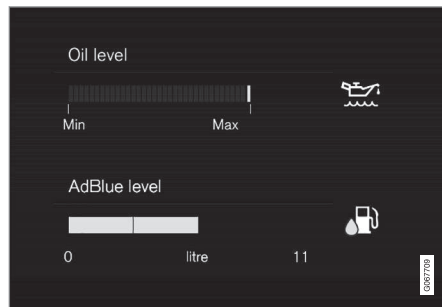 Oil level
Min Max
AdBlue level
0 litre 11
G067709